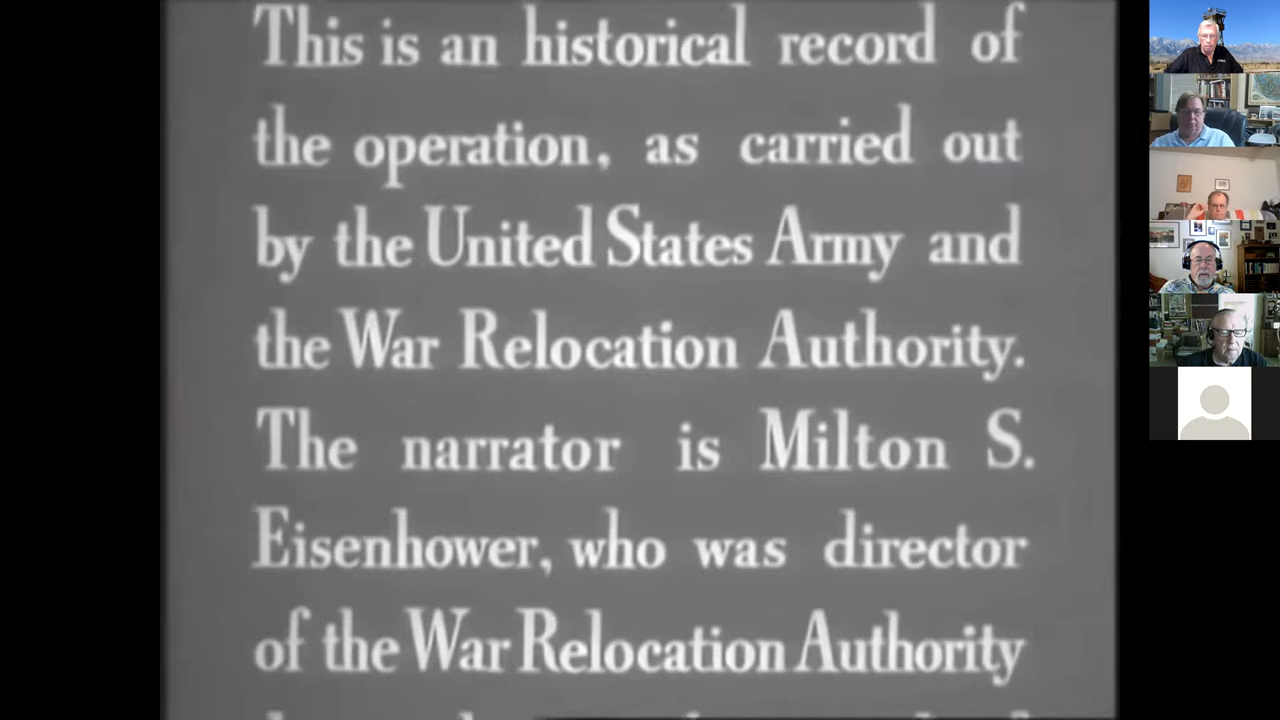 This is an historical record of
the operation, as carried out
by the United States Army and
the War Relocation Authority.
The narrator is Milton S.
Eisenhower, who was director
of the War Relocation Authority